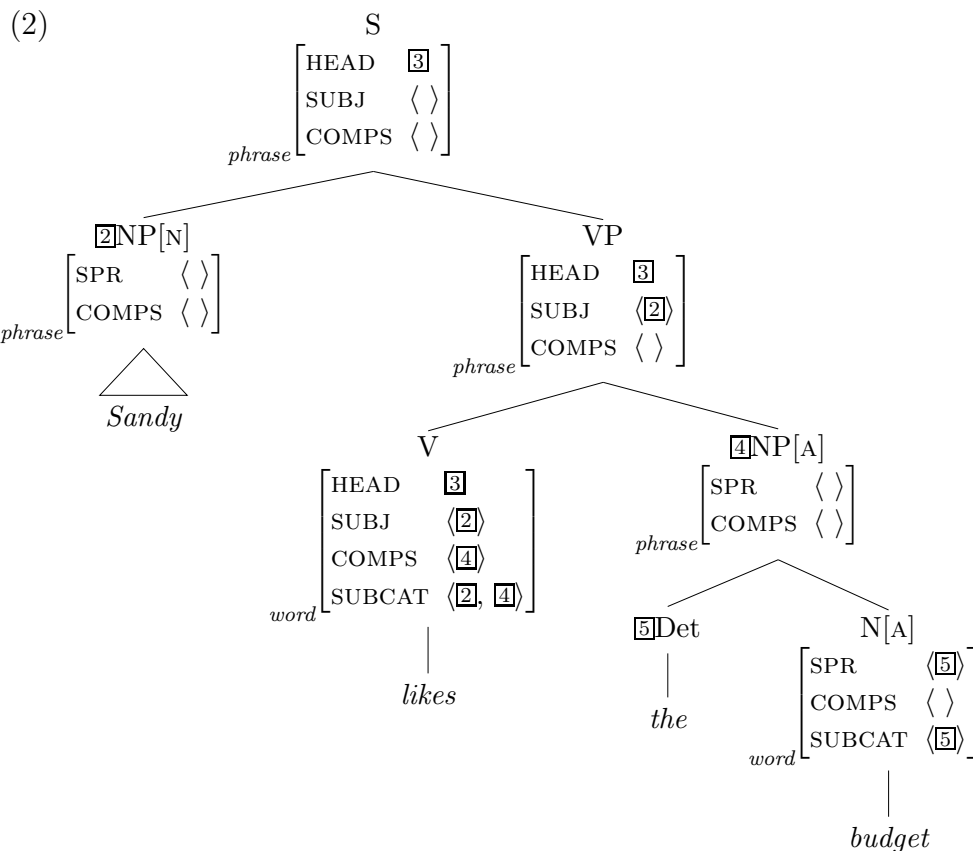 (2)
S
HEAD 3
SUBJ ⟨ ⟩
COMPS ⟨ ⟩
phrase
2NP[N]
SPR ⟨ ⟩
COMPS ⟨ ⟩
phrase
Sandy
VP
HEAD 3
SUBJ ⟨2⟩
COMPS ⟨ ⟩
phrase
V
HEAD 3
SUBJ ⟨2⟩
COMPS ⟨4⟩
SUBCAT ⟨2, 4⟩
word
likes
4NP[A]
SPR ⟨ ⟩
COMPS ⟨ ⟩
phrase
5Det
the
N[A]
SPR ⟨5⟩
COMPS ⟨ ⟩
SUBCAT ⟨5⟩
word
budget